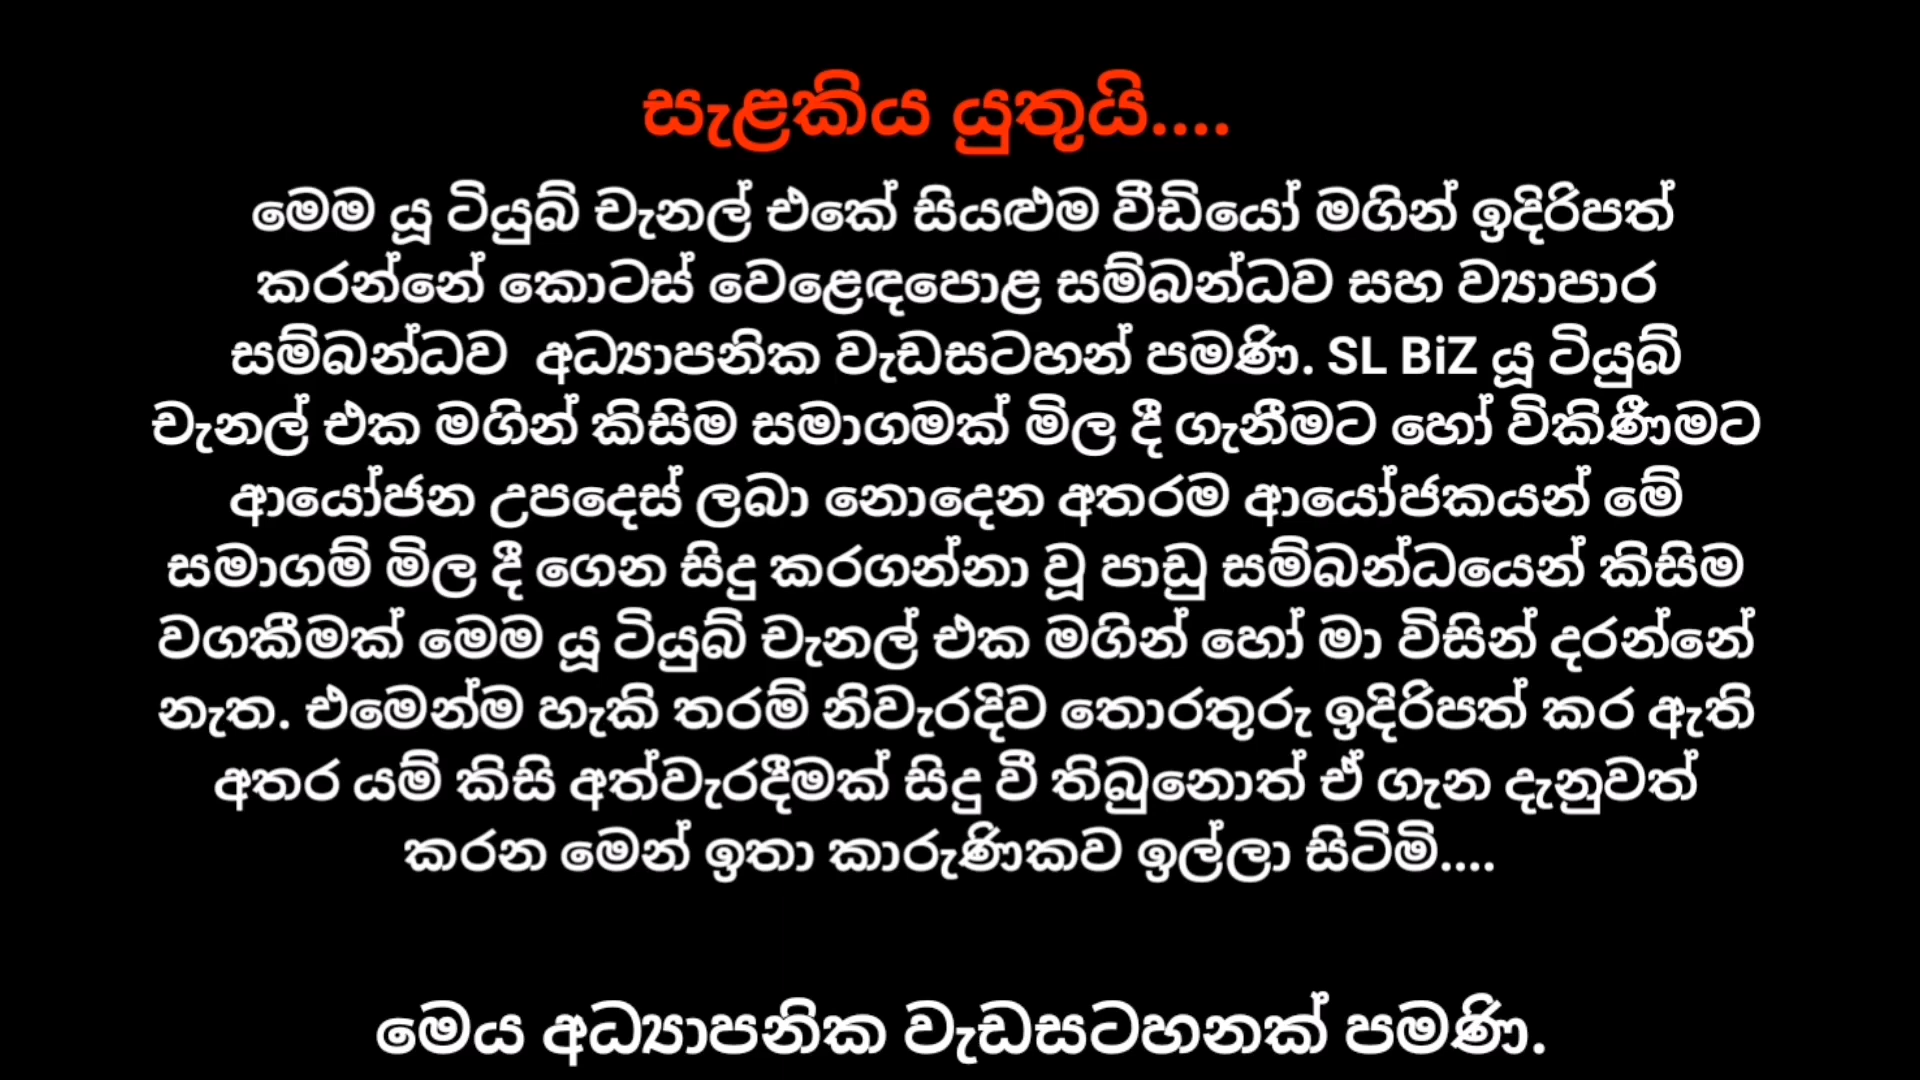 සැළකිය යුතුයි....
මෙම යූ ටියුබ් චැනල් එකේ සියළුම වීඩියෝ මගින් ඉදිරිපත්
කරන්නේ කොටස් වෙළෙඳපොළ සම්බන්ධව සහ ව්‍යාපාර
සම්බන්ධව  අධ්‍යාපනික වැඩසටහන් පමණි. SL BiZ යූ ටියුබ්
චැනල් එක මගින් කිසිම සමාගමක් මිල දී ගැනීමට හෝ විකිණීමට
ආයෝජන උපදෙස් ලබා නොදෙන අතරම ආයෝජකයන් මේ
සමාගම් මිල දී ගෙන සිදු කරගන්නා වූ පාඩු සම්බන්ධයෙන් කිසිම
වගකීමක් මෙම යූ ටියුබ් චැනල් එක මගින් හෝ මා විසින් දරන්නේ
නැත. එමෙන්ම හැකි තරම් නිවැරදිව තොරතුරු ඉදිරිපත් කර ඇති
අතර යම් කිසි අත්වැරදීමක් සිදු වී තිබුනොත් ඒ ගැන දැනුවත්
කරන මෙන් ඉතා කාරුණිකව ඉල්ලා සිටිමි....
මෙය අධ්‍යාපනික වැඩසටහනක් පමණි.